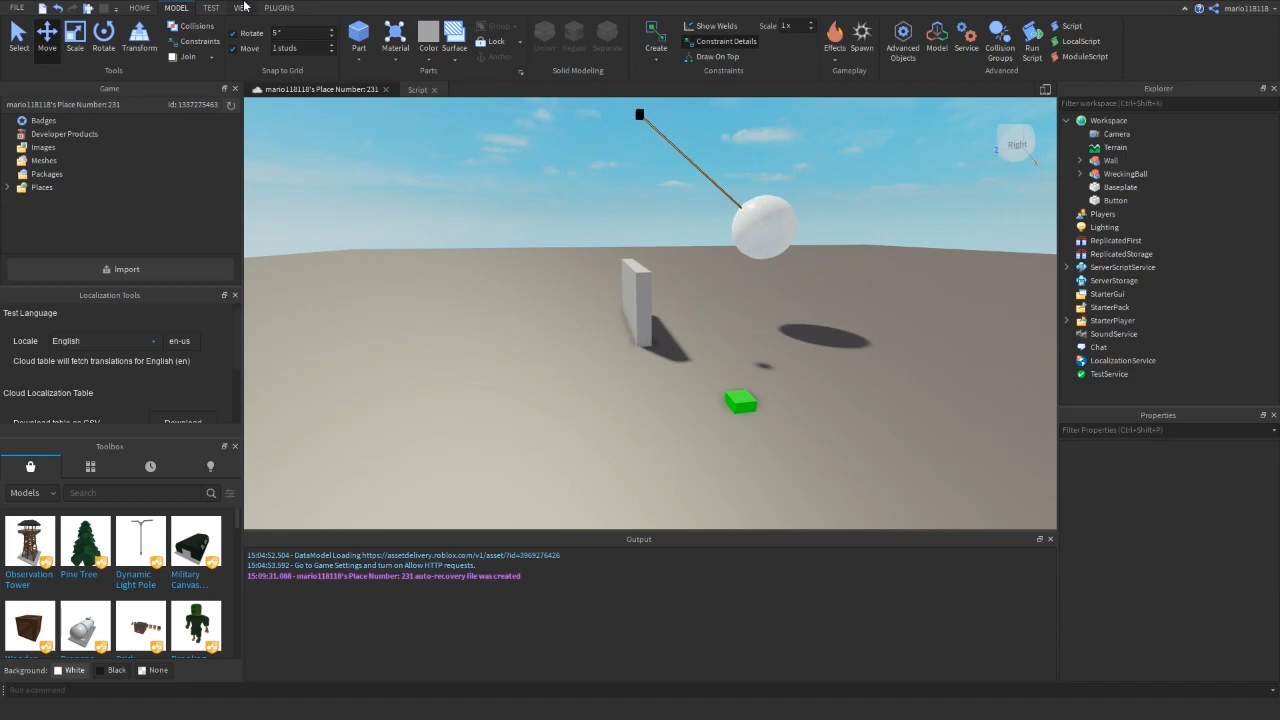 FILE HOME MODEL TEST VIEW PLUGINS mario118118
Select Move Scale Rotate Transform
Collisions
Constraints
Join
Tools
Rotate 5°
Move 1 studs
Snap to Grid
Part Material Color Surface
Group
Lock
Anchor
Parts
Union Negate Separate
Solid Modeling
Create
Show Welds
Constraint Details
Draw On Top
Scale 1x
Constraints
Effects Spawn
Gameplay
Advanced Objects Model Service Collision Groups Run Script
Script
LocalScript
ModuleScript
Advanced
Game
mario118118's Place Number: 231 Id: 1337275463
Badges
Developer Products
Images
Meshes
Packages
Places
Import
Localization Tools
Test Language
Locale English en-us
Cloud table will fetch translations for English (en)
Cloud Localization Table
Toolbox
Models Search
Observation Tower
Pine Tree
Dynamic Light Pole
Military Canvas...
Background: White Black None
Run a command
mario118118's Place Number: 231 Script
Right
Z X
Output
15:04:52.504 - DataModel Loading https://assetdelivery.roblox.com/v1/asset/?id=3969276426
15:04:53.592 - Go to Game Settings and turn on Allow HTTP requests.
15:09:31.088 - mario118118's Place Number: 231 auto-recovery file was created
Explorer
Filter workspace (Ctrl+Shift+X)
Workspace
Camera
Terrain
Wall
WreckingBall
Baseplate
Button
Players
Lighting
ReplicatedFirst
ReplicatedStorage
ServerScriptService
ServerStorage
StarterGui
StarterPack
StarterPlayer
SoundService
Chat
LocalizationService
TestService
Properties
Filter Properties (Ctrl+Shift+P)